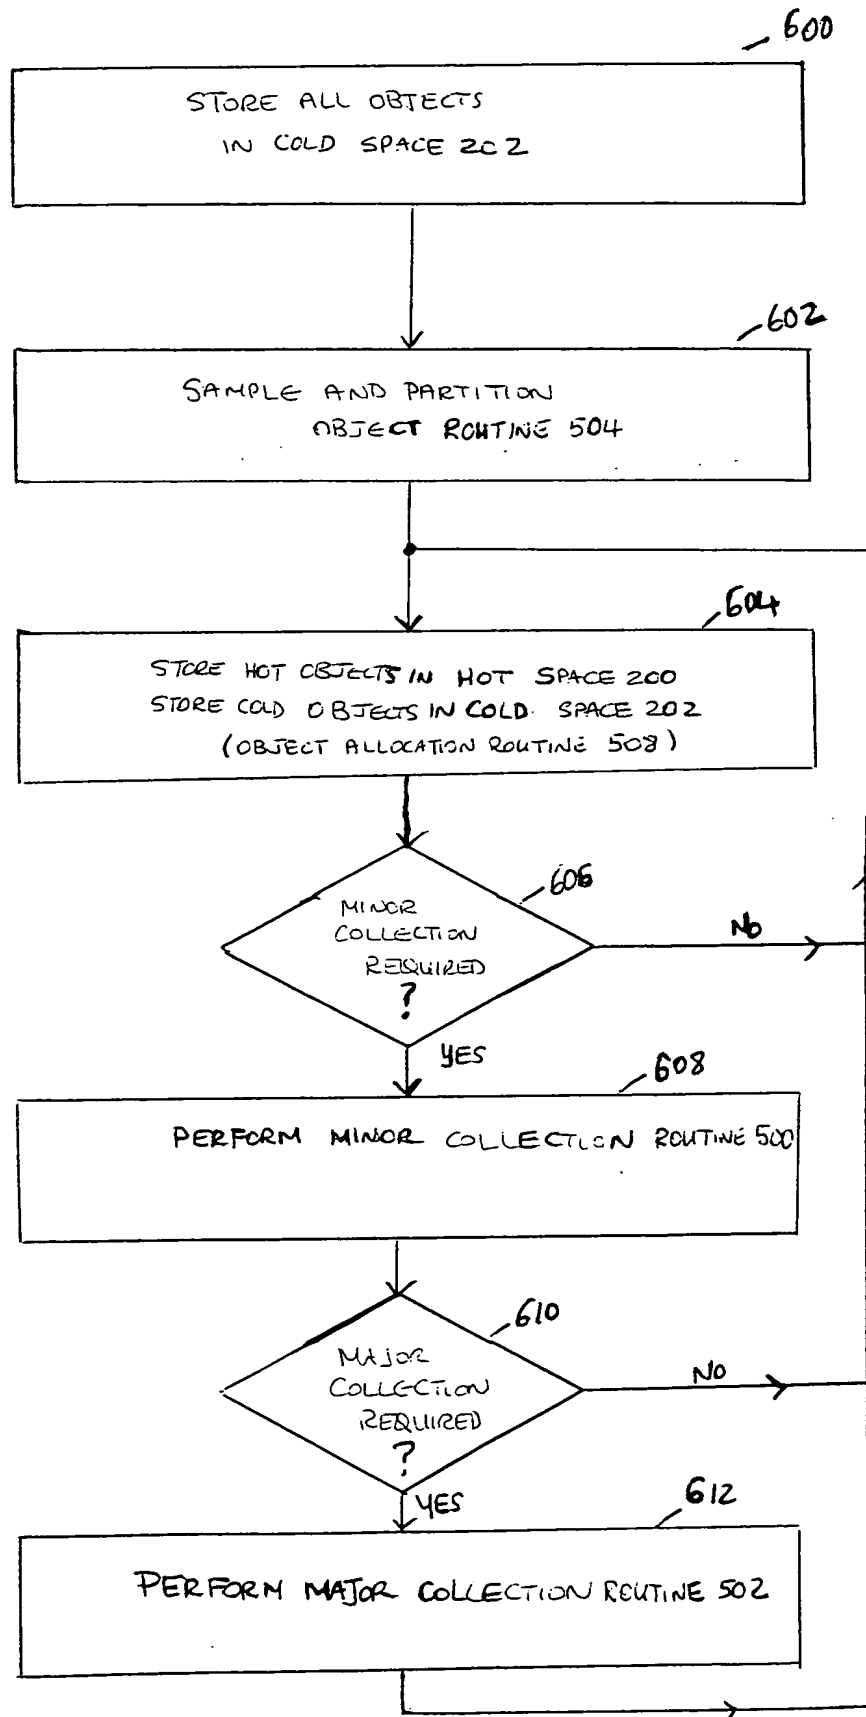 600
STORE ALL OBJECTS
IN COLD SPACE 202
602
SAMPLE AND PARTITION
OBJECT ROUTINE 504
604
STORE HOT OBJECTS IN HOT SPACE 200
STORE COLD OBJECTS IN COLD SPACE 202
(OBJECT ALLOCATION ROUTINE 508)
606
MINOR
COLLECTION
REQUIRED
?
NO
YES
608
PERFORM MINOR COLLECTION ROUTINE 500
610
MAJOR
COLLECTION
REQUIRED
?
NO
YES
612
PERFORM MAJOR COLLECTION ROUTINE 502